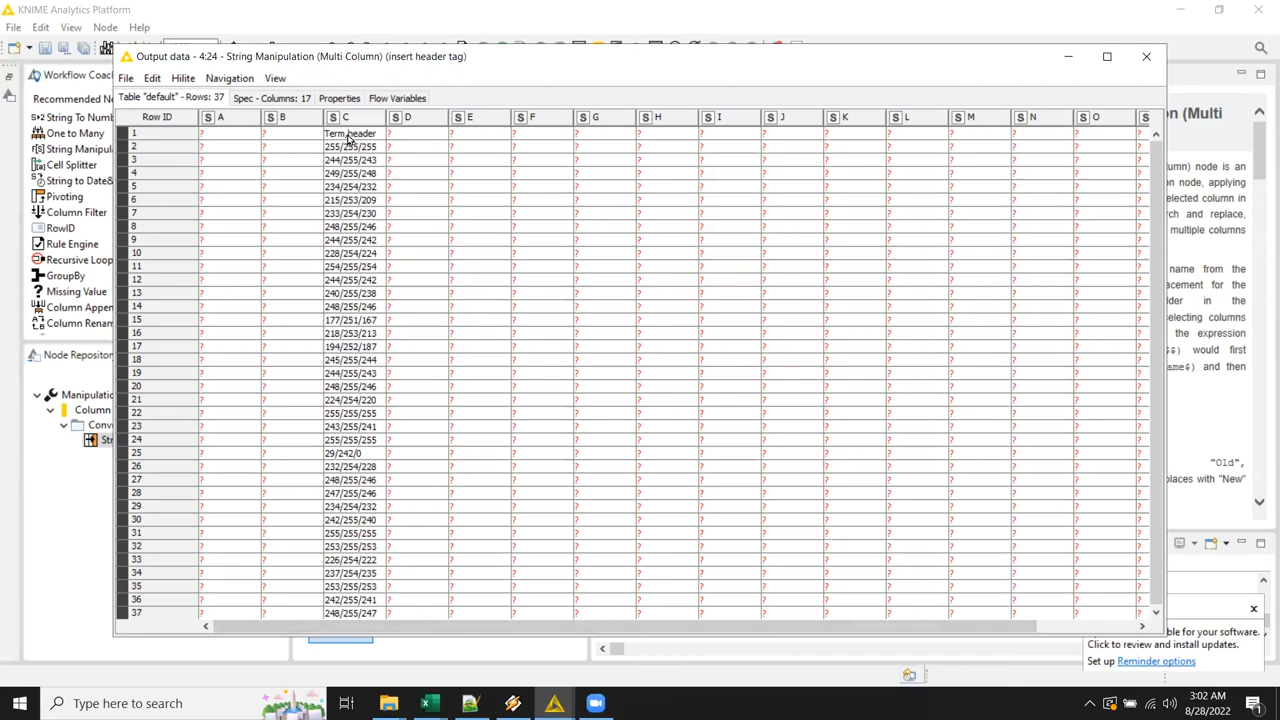 KNIME Analytics Platform
File Edit View Node Help
Output data - 4:24 - String Manipulation (Multi Column) (insert header tag)
Workflow Coac
Recommended No
String To Numb
One to Many
String Manipul
Cell Splitter
String to Date&
Pivoting
Column Filter
RowID
Rule Engine
Recursive Loop
GroupBy
Missing Value
Column Appen
Column Renam
Node Repositor
Manipulatio
Column
Conve
Str
File Edit Hilite Navigation View
Table "default" - Rows: 37 Spec - Columns: 17 Properties Flow Variables
Row ID S A S B S C S D S E S F S G S H S I S J S K S L S M S N S O S
1 ? ? Term header ? ? ? ? ? ? ? ? ? ? ? ? ?
2 ? ? 255/255/255 ? ? ? ? ? ? ? ? ? ? ? ? ?
3 ? ? 244/255/243 ? ? ? ? ? ? ? ? ? ? ? ? ?
4 ? ? 249/255/248 ? ? ? ? ? ? ? ? ? ? ? ? ?
5 ? ? 234/254/232 ? ? ? ? ? ? ? ? ? ? ? ? ?
6 ? ? 215/253/209 ? ? ? ? ? ? ? ? ? ? ? ? ?
7 ? ? 233/254/230 ? ? ? ? ? ? ? ? ? ? ? ? ?
8 ? ? 248/255/246 ? ? ? ? ? ? ? ? ? ? ? ? ?
9 ? ? 244/255/242 ? ? ? ? ? ? ? ? ? ? ? ? ?
10 ? ? 228/254/224 ? ? ? ? ? ? ? ? ? ? ? ? ?
11 ? ? 254/255/254 ? ? ? ? ? ? ? ? ? ? ? ? ?
12 ? ? 244/255/242 ? ? ? ? ? ? ? ? ? ? ? ? ?
13 ? ? 240/255/238 ? ? ? ? ? ? ? ? ? ? ? ? ?
14 ? ? 248/255/246 ? ? ? ? ? ? ? ? ? ? ? ? ?
15 ? ? 177/251/167 ? ? ? ? ? ? ? ? ? ? ? ? ?
16 ? ? 218/253/213 ? ? ? ? ? ? ? ? ? ? ? ? ?
17 ? ? 194/252/187 ? ? ? ? ? ? ? ? ? ? ? ? ?
18 ? ? 245/255/244 ? ? ? ? ? ? ? ? ? ? ? ? ?
19 ? ? 244/255/243 ? ? ? ? ? ? ? ? ? ? ? ? ?
20 ? ? 248/255/246 ? ? ? ? ? ? ? ? ? ? ? ? ?
21 ? ? 224/254/220 ? ? ? ? ? ? ? ? ? ? ? ? ?
22 ? ? 255/255/255 ? ? ? ? ? ? ? ? ? ? ? ? ?
23 ? ? 243/255/241 ? ? ? ? ? ? ? ? ? ? ? ? ?
24 ? ? 255/255/255 ? ? ? ? ? ? ? ? ? ? ? ? ?
25 ? ? 29/242/0 ? ? ? ? ? ? ? ? ? ? ? ? ?
26 ? ? 232/254/228 ? ? ? ? ? ? ? ? ? ? ? ? ?
27 ? ? 248/255/246 ? ? ? ? ? ? ? ? ? ? ? ? ?
28 ? ? 247/255/246 ? ? ? ? ? ? ? ? ? ? ? ? ?
29 ? ? 234/254/232 ? ? ? ? ? ? ? ? ? ? ? ? ?
30 ? ? 242/255/240 ? ? ? ? ? ? ? ? ? ? ? ? ?
31 ? ? 255/255/255 ? ? ? ? ? ? ? ? ? ? ? ? ?
32 ? ? 253/255/253 ? ? ? ? ? ? ? ? ? ? ? ? ?
33 ? ? 226/254/222 ? ? ? ? ? ? ? ? ? ? ? ? ?
34 ? ? 237/254/235 ? ? ? ? ? ? ? ? ? ? ? ? ?
35 ? ? 253/255/253 ? ? ? ? ? ? ? ? ? ? ? ? ?
36 ? ? 242/255/241 ? ? ? ? ? ? ? ? ? ? ? ? ?
37 ? ? 248/255/247 ? ? ? ? ? ? ? ? ? ? ? ? ?
n (Multi
olumn) node is an
on node, applying
elected column in
rch and replace,
multiple columns
name from the
acement for the
lder in the
selecting columns
the expression
$$) would first
ame$) and then
"Old",
places with "New"
ble for your software.
Click to review and install updates.
Set up Reminder options
Type here to search
3:02 AM
8/28/2022